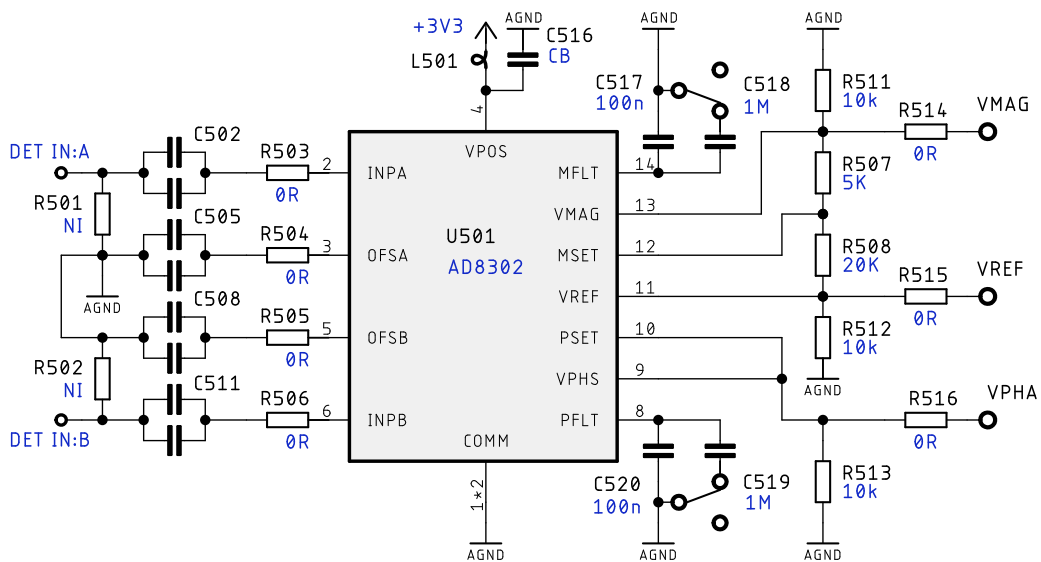 +3V3
AGND
AGND
AGND
L501
C516
CB
C517
100n
C518
1M
R511
10k
R514
0R
VMAG
4
DET IN:A
C502
R503
0R
2
INPA
VPOS
MFLT
14
R507
5K
R501
NI
C505
R504
0R
3
OFSA
U501
AD8302
VMAG
13
MSET
12
R508
20K
R515
0R
VREF
AGND
C508
R505
0R
5
OFSB
VREF
11
PSET
10
R512
10k
AGND
R502
NI
C511
R506
0R
6
INPB
VPHS
9
PFLT
8
R516
0R
VPHA
DET IN:B
COMM
1*2
C520
100n
C519
1M
R513
10k
AGND
AGND
AGND